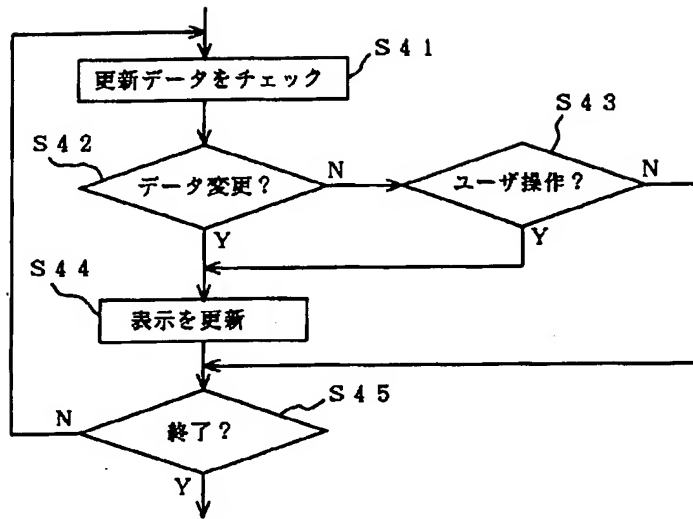 S41
更新データをチェック
S42
データ変更?
N
Y
S43
ユーザ操作?
N
Y
S44
表示を更新
S45
終了?
N
Y